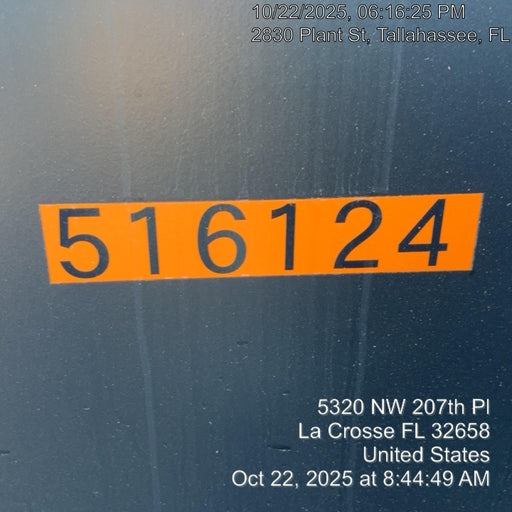 10/22/2025, 06:16:25 PM
2830 Plant St, Tallahassee, FL
516124
5320 NW 207th Pl
La Crosse FL 32658
United States
Oct 22, 2025 at 8:44:49 AM